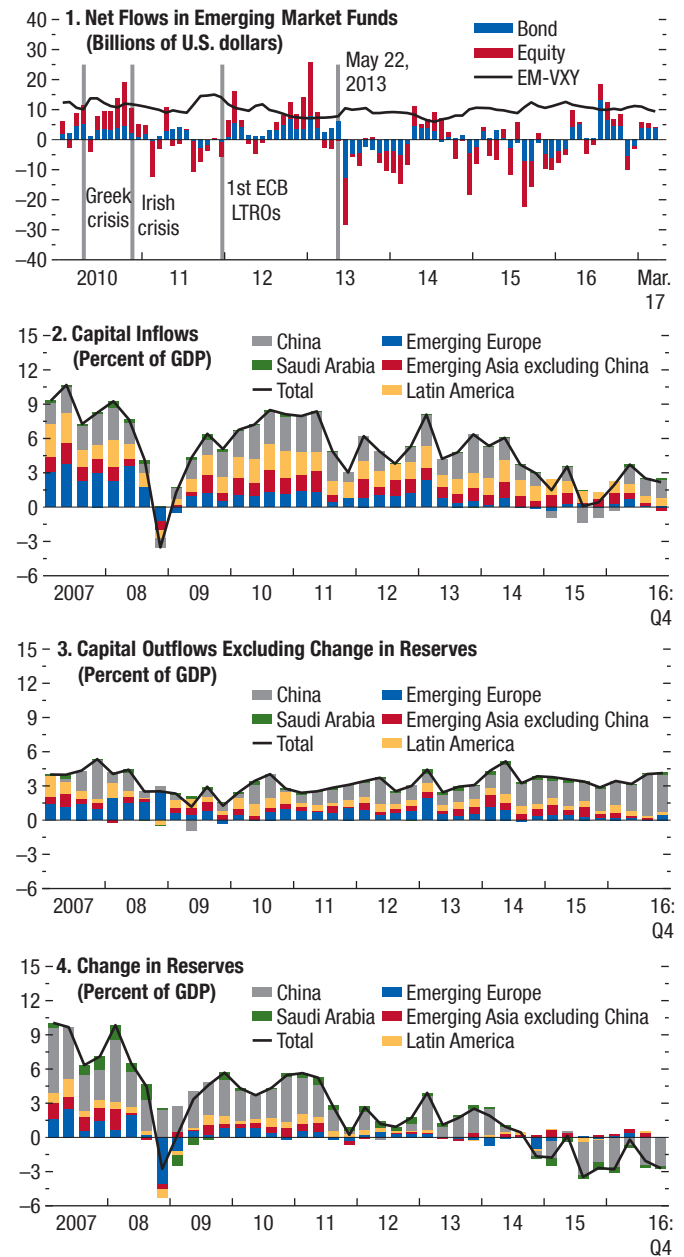 1. Net Flows in Emerging Market Funds
(Billions of U.S. dollars)
Bond
Equity
EM-VXY
May 22,
2013
Greek
crisis
Irish
crisis
1st ECB
LTROs
40
30
20
10
0
–10
–20
–30
–40
2010 11 12 13 14 15 16 Mar.
17
2. Capital Inflows
(Percent of GDP)
China
Saudi Arabia
Total
Emerging Europe
Emerging Asia excluding China
Latin America
15
12
9
6
3
0
–3
–6
2007 08 09 10 11 12 13 14 15 16:
Q4
3. Capital Outflows Excluding Change in Reserves
(Percent of GDP)
China
Saudi Arabia
Total
Emerging Europe
Emerging Asia excluding China
Latin America
15
12
9
6
3
0
–3
–6
2007 08 09 10 11 12 13 14 15 16:
Q4
4. Change in Reserves
(Percent of GDP)
China
Saudi Arabia
Total
Emerging Europe
Emerging Asia excluding China
Latin America
15
12
9
6
3
0
–3
–6
2007 08 09 10 11 12 13 14 15 16:
Q4